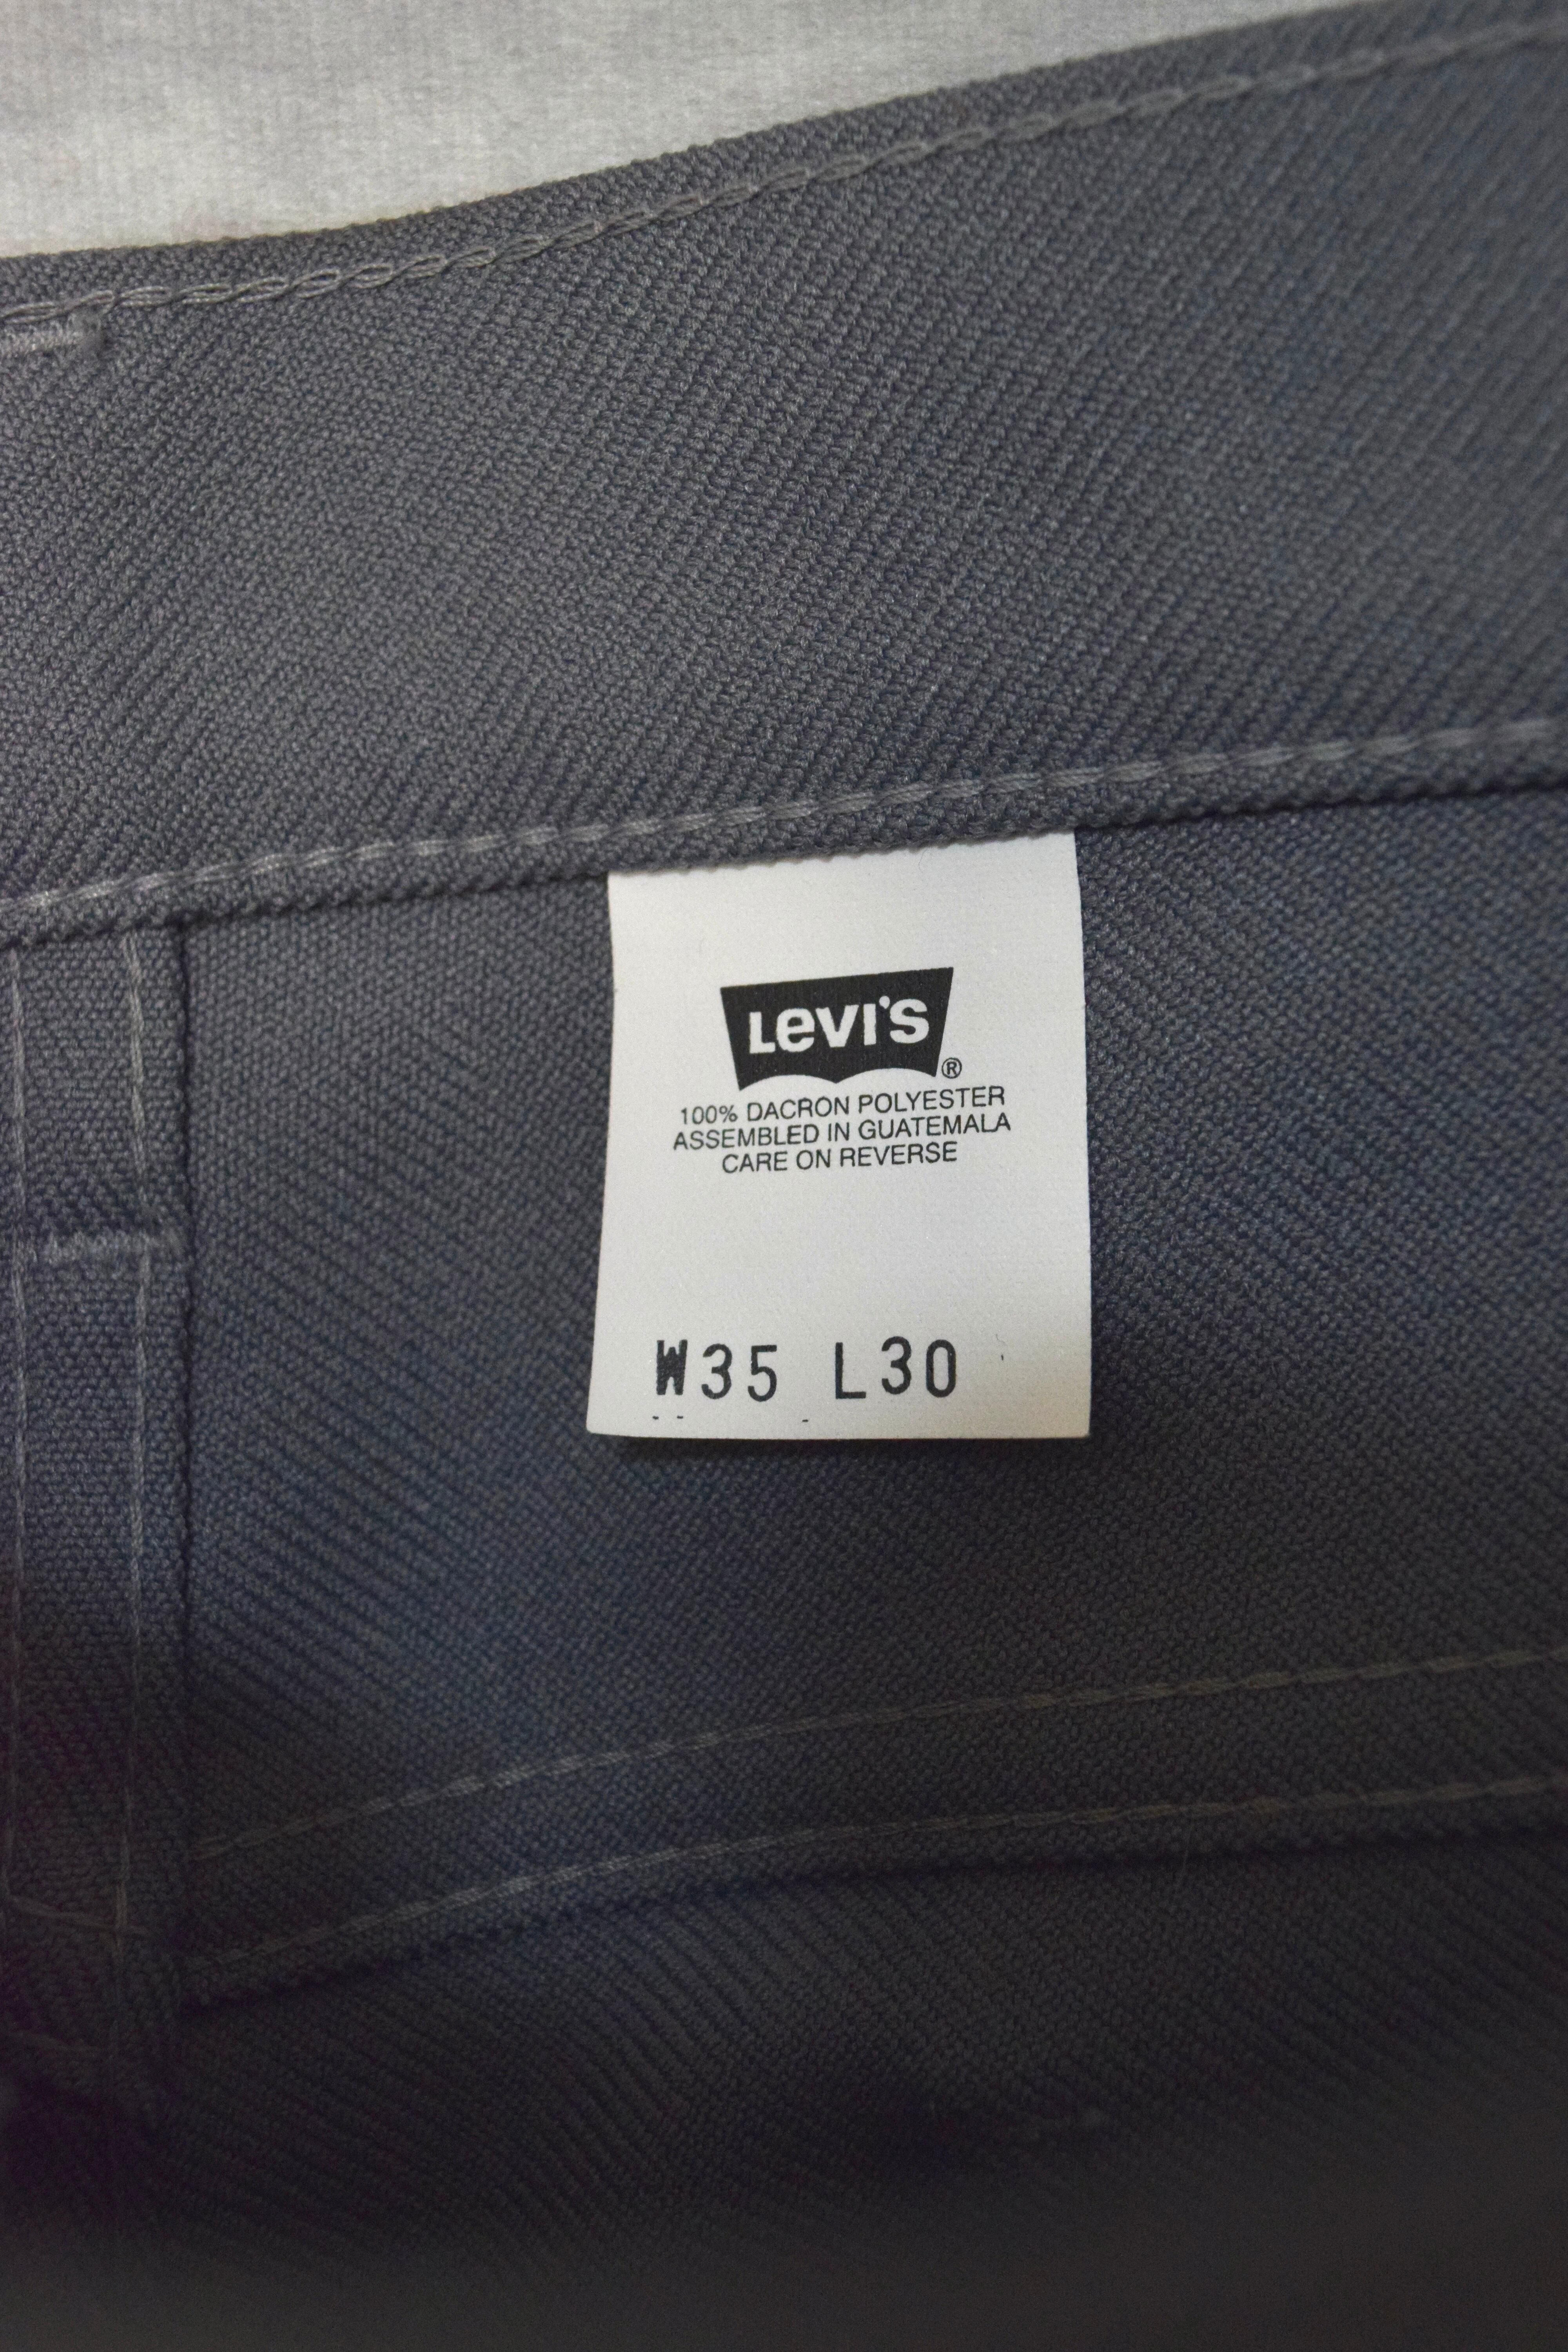 Levi's ®
100% DACRON POLYESTER
ASSEMBLED IN GUATEMALA
CARE ON REVERSE
W35 L30